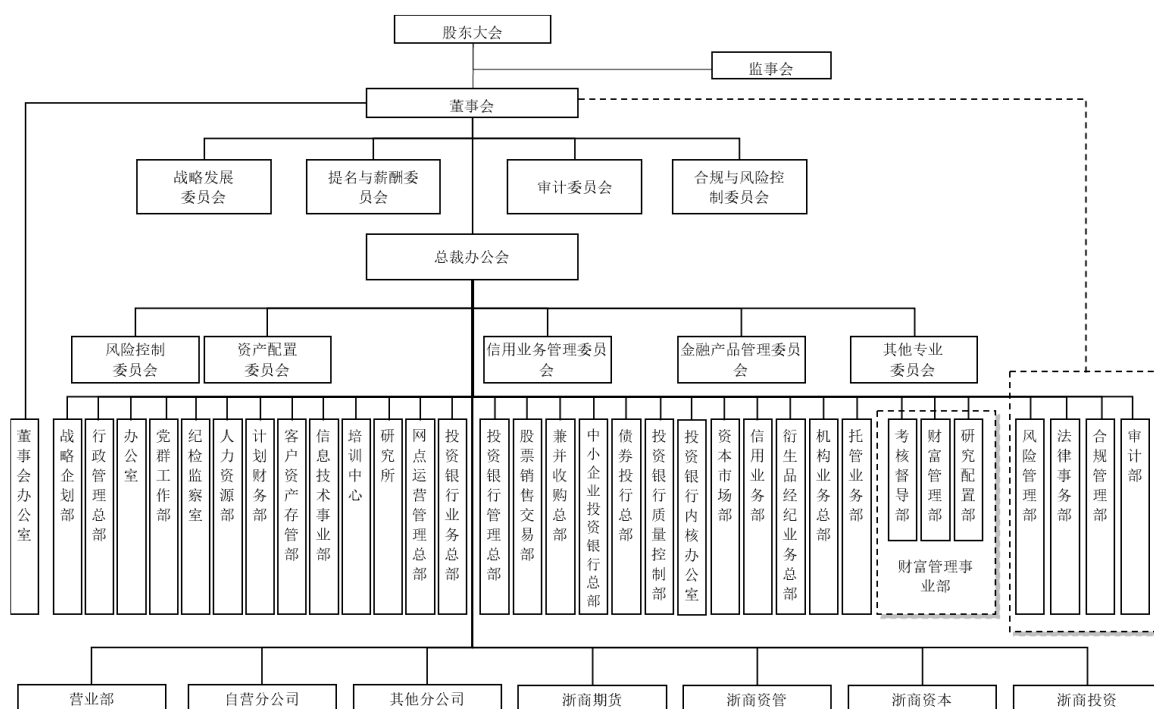 股东大会
监事会
董事会
战略发展
委员会
提名与薪酬委
员会
审计委员会
合规与风险控
制委员会
总裁办公会
风险控制
委员会
资产配置
委员会
信用业务管理委员
会
金融产品管理委员
会
其他专业
委员会
董事会办公室
战略企划部
行政管理总部
办公室
党群工作部
纪检监察室
人力资源部
计划财务部
客户资产存管部
信息技术事业部
培训中心
研究所
网点运营管理总部
投资银行业务总部
投资银行管理总部
股票销售交易部
兼并收购总部
中小企业投资银行总部
债券投行总部
投资银行质量控制部
投资银行内核办公室
资本市场部
信用业务部
衍生品经纪业务总部
机构业务总部
托管业务部
考核督导部
财富管理部
研究配置部
财富管理事
业部
风险管理部
法律事务部
合规管理部
审计部
营业部
自营分公司
其他分公司
浙商期货
浙商资管
浙商资本
浙商投资